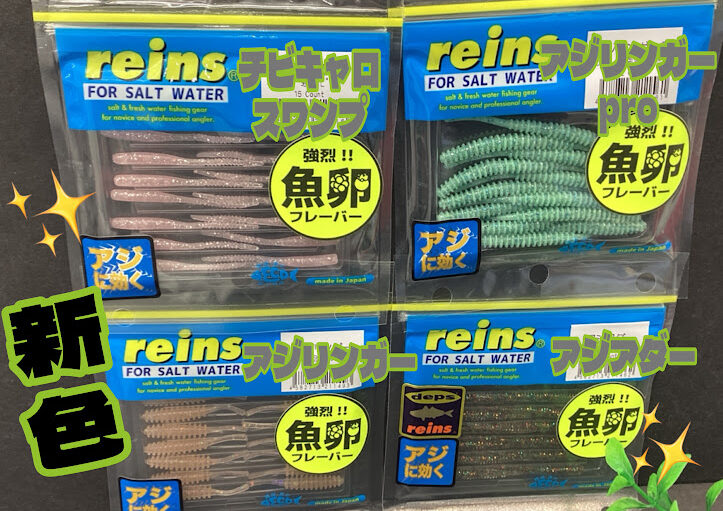 reins
FOR SALT WATER
salt & fresh water fishing gear
for novice and professional angler.
15 Count
チビキャロ
スワンプ
強烈!!
魚卵
フレーバー
アジ
に効く
made in Japan
reins
FOR SALT WATER
salt & fresh water fishing gear
for novice and professional angler.
アジリンガー
pro
強烈!!
魚卵
フレーバー
アジ
に効く
made in Japan
新色
reins
FOR SALT WATER
salt & fresh water fishing gear
for novice and professional angler.
アジリンガー
強烈!!
魚卵
フレーバー
アジ
に効く
made in Japan
reins
FOR SALT WATER
salt & fresh water fishing gear
for novice and professional angler.
アジアダー
deps
reins
強烈!!
魚卵
フレーバー
アジ
に効く